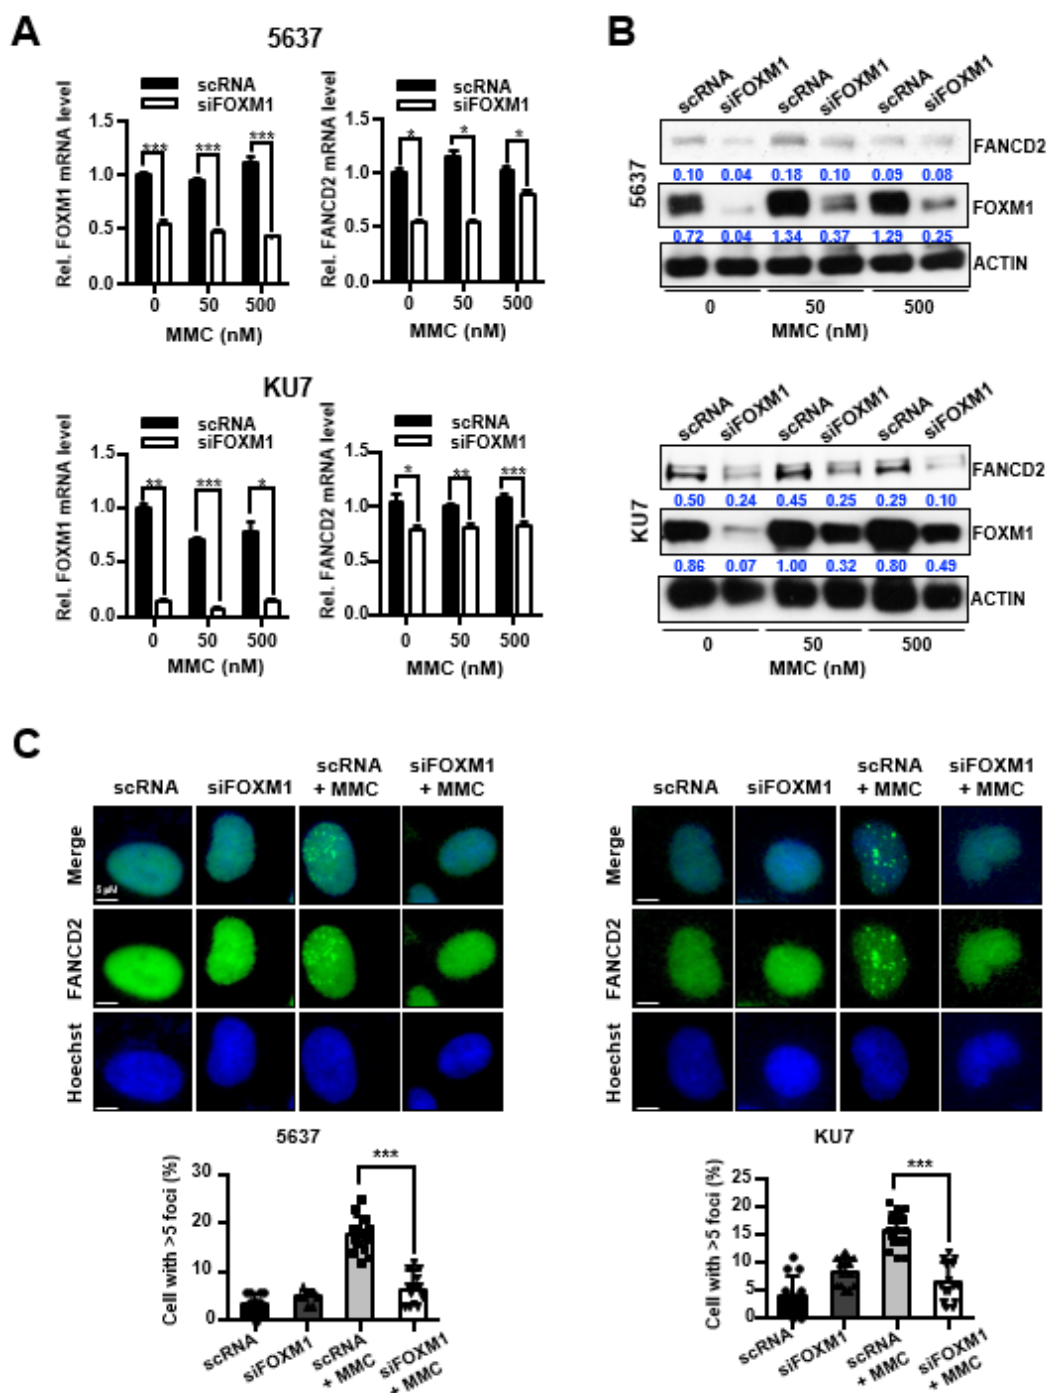 A
5637
scRNA
siFOXM1
Rel. FOXM1 mRNA level
1.5
1.0
0.5
0.0
***
***
***
0 50 500
MMC (nM)
scRNA
siFOXM1
Rel. FANCD2 mRNA level
1.5
1.0
0.5
0.0
*
*
*
0 50 500
MMC (nM)
KU7
scRNA
siFOXM1
Rel. FOXM1 mRNA level
1.5
1.0
0.5
0.0
**
***
*
0 50 500
MMC (nM)
scRNA
siFOXM1
Rel. FANCD2 mRNA level
1.5
1.0
0.5
0.0
*
**
***
0 50 500
MMC (nM)
B
scRNA siFOXM1 scRNA siFOXM1 scRNA siFOXM1
5637
FANCD2
0.10 0.04 0.18 0.10 0.09 0.08
FOXM1
0.72 0.04 1.34 0.37 1.29 0.25
ACTIN
0 50 500
MMC (nM)
scRNA siFOXM1 scRNA siFOXM1 scRNA siFOXM1
KU7
FANCD2
0.50 0.24 0.45 0.25 0.29 0.10
FOXM1
0.86 0.07 1.00 0.32 0.80 0.49
ACTIN
0 50 500
MMC (nM)
C
scRNA siFOXM1 scRNA + MMC siFOXM1 + MMC
Merge
5 µM
FANCD2
Hoechst
5637
Cell with >5 foci (%)
30
20
10
0
***
scRNA
siFOXM1
scRNA
+ MMC
siFOXM1
+ MMC
scRNA siFOXM1 scRNA + MMC siFOXM1 + MMC
Merge
FANCD2
Hoechst
KU7
Cell with >5 foci (%)
25
20
15
10
5
0
***
scRNA
siFOXM1
scRNA
+ MMC
siFOXM1
+ MMC